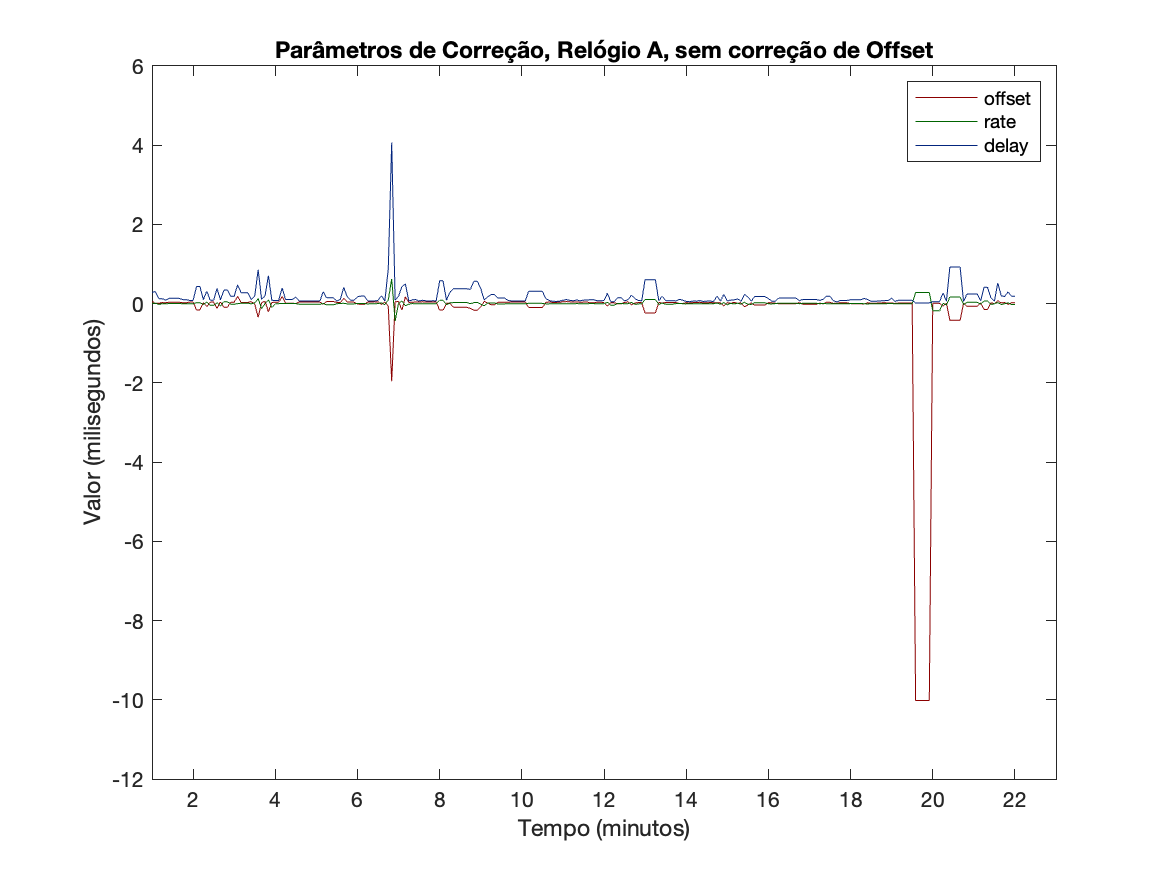 Parâmetros de Correção, Relógio A, sem correção de Offset
6
offset
rate
delay
4
2
0
-2
-4
-6
-8
-10
-12
Valor (milisegundos)
2 4 6 8 10 12 14 16 18 20 22
Tempo (minutos)